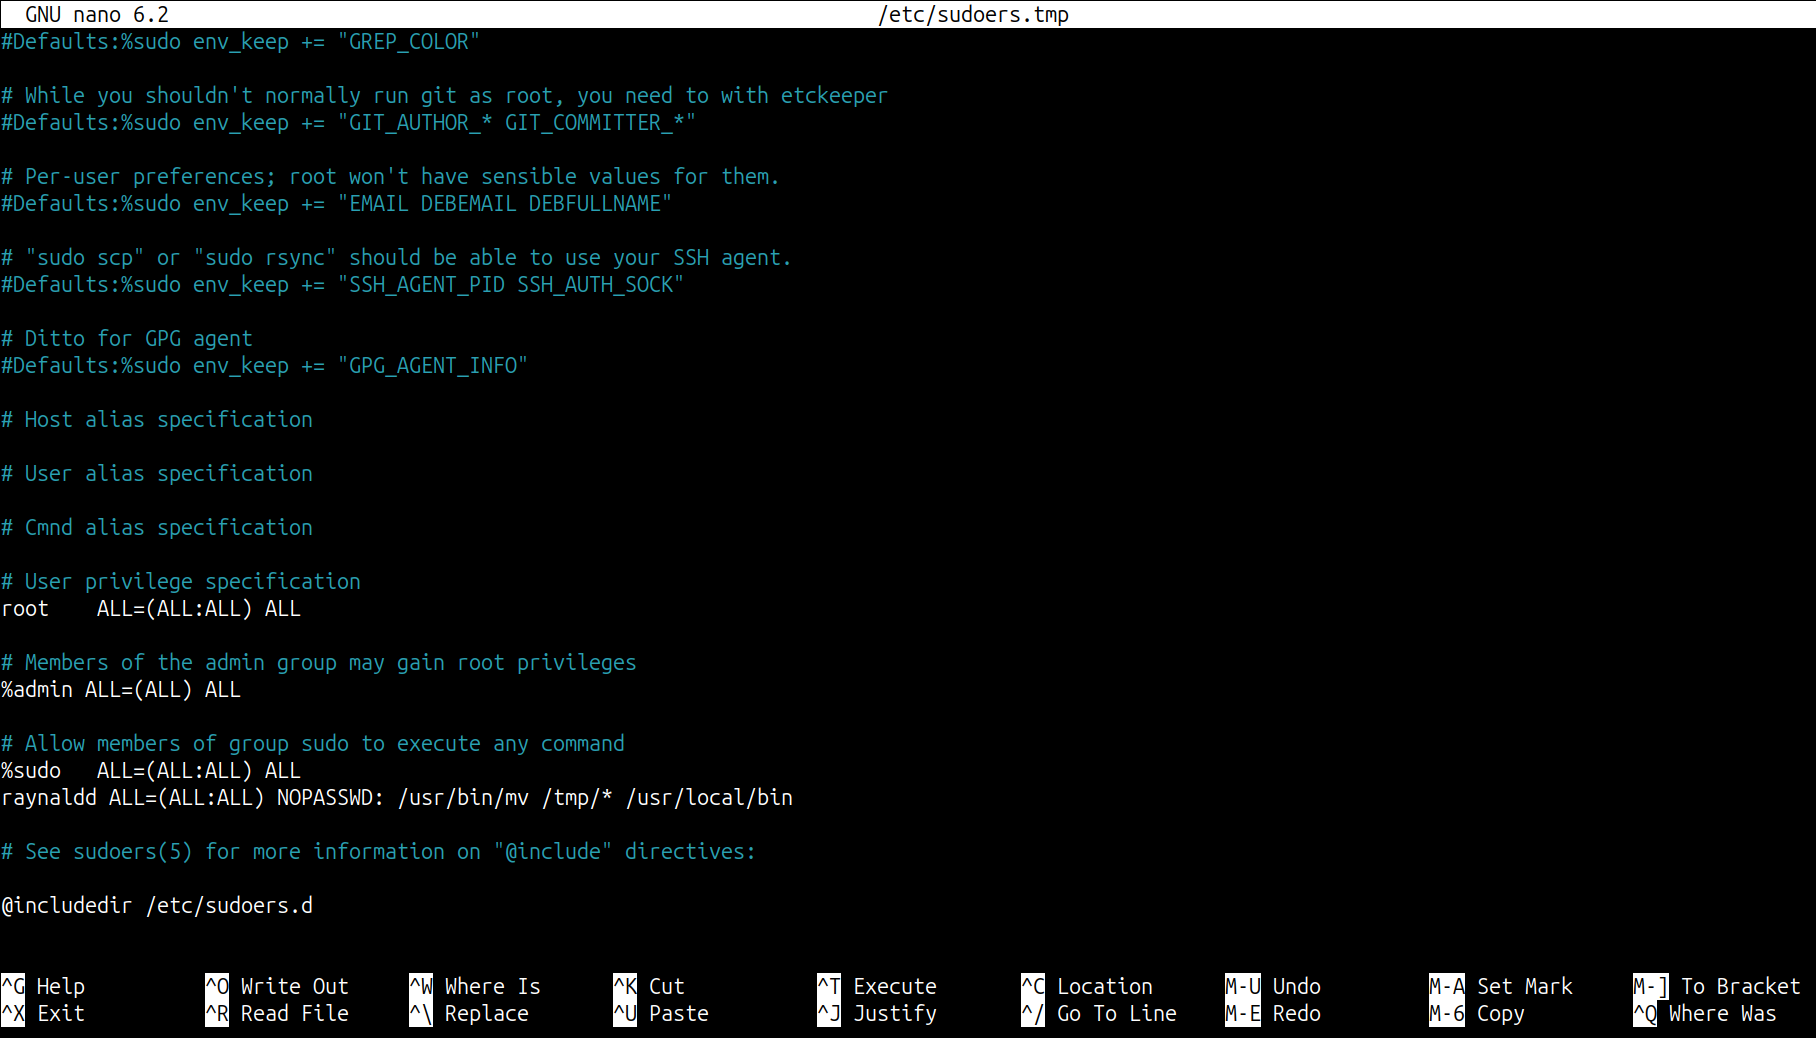 GNU nano 6.2 /etc/sudoers.tmp
#Defaults:%sudo env_keep += "GREP_COLOR"
# While you shouldn't normally run git as root, you need to with etckeeper
#Defaults:%sudo env_keep += "GIT_AUTHOR_* GIT_COMMITTER_*"
# Per-user preferences; root won't have sensible values for them.
#Defaults:%sudo env_keep += "EMAIL DEBEMAIL DEBFULLNAME"
# "sudo scp" or "sudo rsync" should be able to use your SSH agent.
#Defaults:%sudo env_keep += "SSH_AGENT_PID SSH_AUTH_SOCK"
# Ditto for GPG agent
#Defaults:%sudo env_keep += "GPG_AGENT_INFO"
# Host alias specification
# User alias specification
# Cmnd alias specification
# User privilege specification
root    ALL=(ALL:ALL) ALL
# Members of the admin group may gain root privileges
%admin ALL=(ALL) ALL
# Allow members of group sudo to execute any command
%sudo   ALL=(ALL:ALL) ALL
raynaldd ALL=(ALL:ALL) NOPASSWD: /usr/bin/mv /tmp/* /usr/local/bin
# See sudoers(5) for more information on "@include" directives:
@includedir /etc/sudoers.d
^G Help ^O Write Out ^W Where Is ^K Cut ^T Execute ^C Location M-U Undo M-A Set Mark M-] To Bracket
^X Exit ^R Read File ^\ Replace ^U Paste ^J Justify ^/ Go To Line M-E Redo M-6 Copy ^Q Where Was